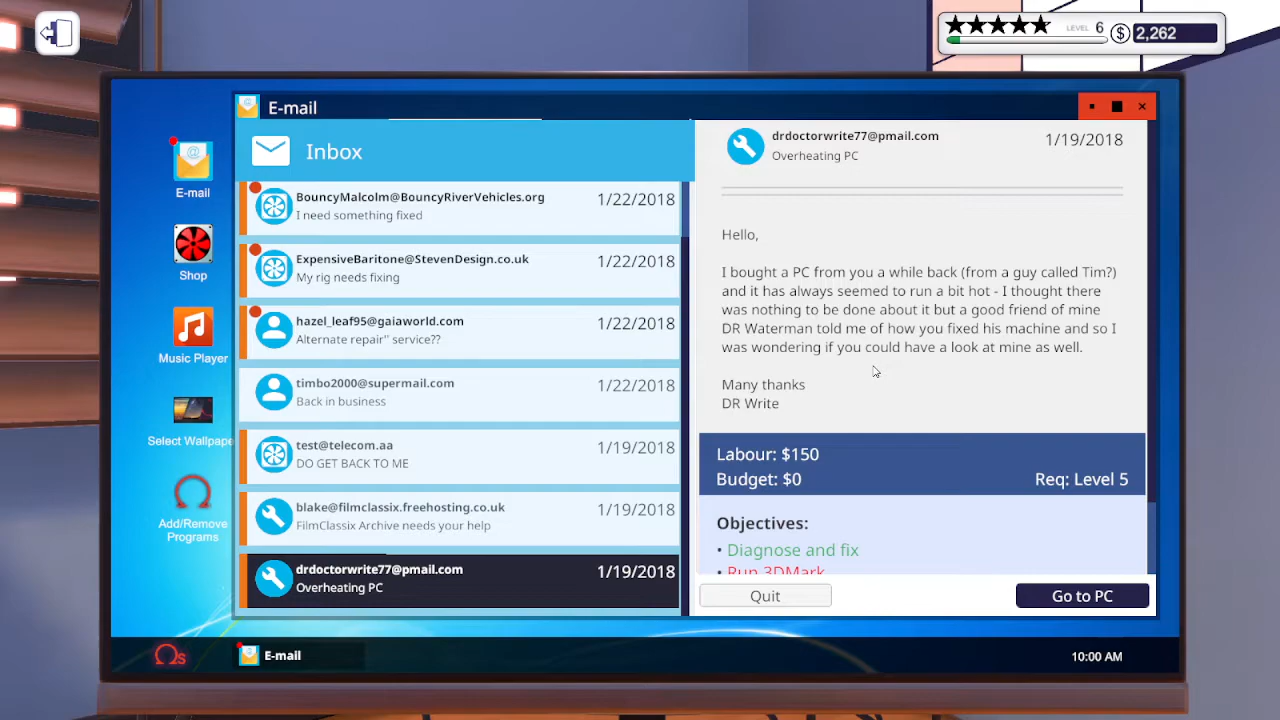 LEVEL 6
$ 2,262
E-mail
Inbox
BouncyMalcolm@BouncyRiverVehicles.org
1/22/2018
I need something fixed
ExpensiveBaritone@StevenDesign.co.uk
1/22/2018
My rig needs fixing
hazel_leaf95@gaiaworld.com
1/22/2018
Alternate repair" service??
timbo2000@supermail.com
1/22/2018
Back in business
test@telecom.aa
1/19/2018
DO GET BACK TO ME
blake@filmclassix.freehosting.co.uk
1/19/2018
FilmClassix Archive needs your help
drdoctorwrite77@pmail.com
1/19/2018
Overheating PC
drdoctorwrite77@pmail.com
1/19/2018
Overheating PC
Hello,
I bought a PC from you a while back (from a guy called Tim?)
and it has always seemed to run a bit hot - I thought there
was nothing to be done about it but a good friend of mine
DR Waterman told me of how you fixed his machine and so I
was wondering if you could have a look at mine as well.
Many thanks
DR Write
Labour: $150
Budget: $0
Req: Level 5
Objectives:
• Diagnose and fix
• Run 3DMark
Quit
Go to PC
E-mail
Shop
Music Player
Select Wallpape
Add/Remove
Programs
Ωs
E-mail
10:00 AM